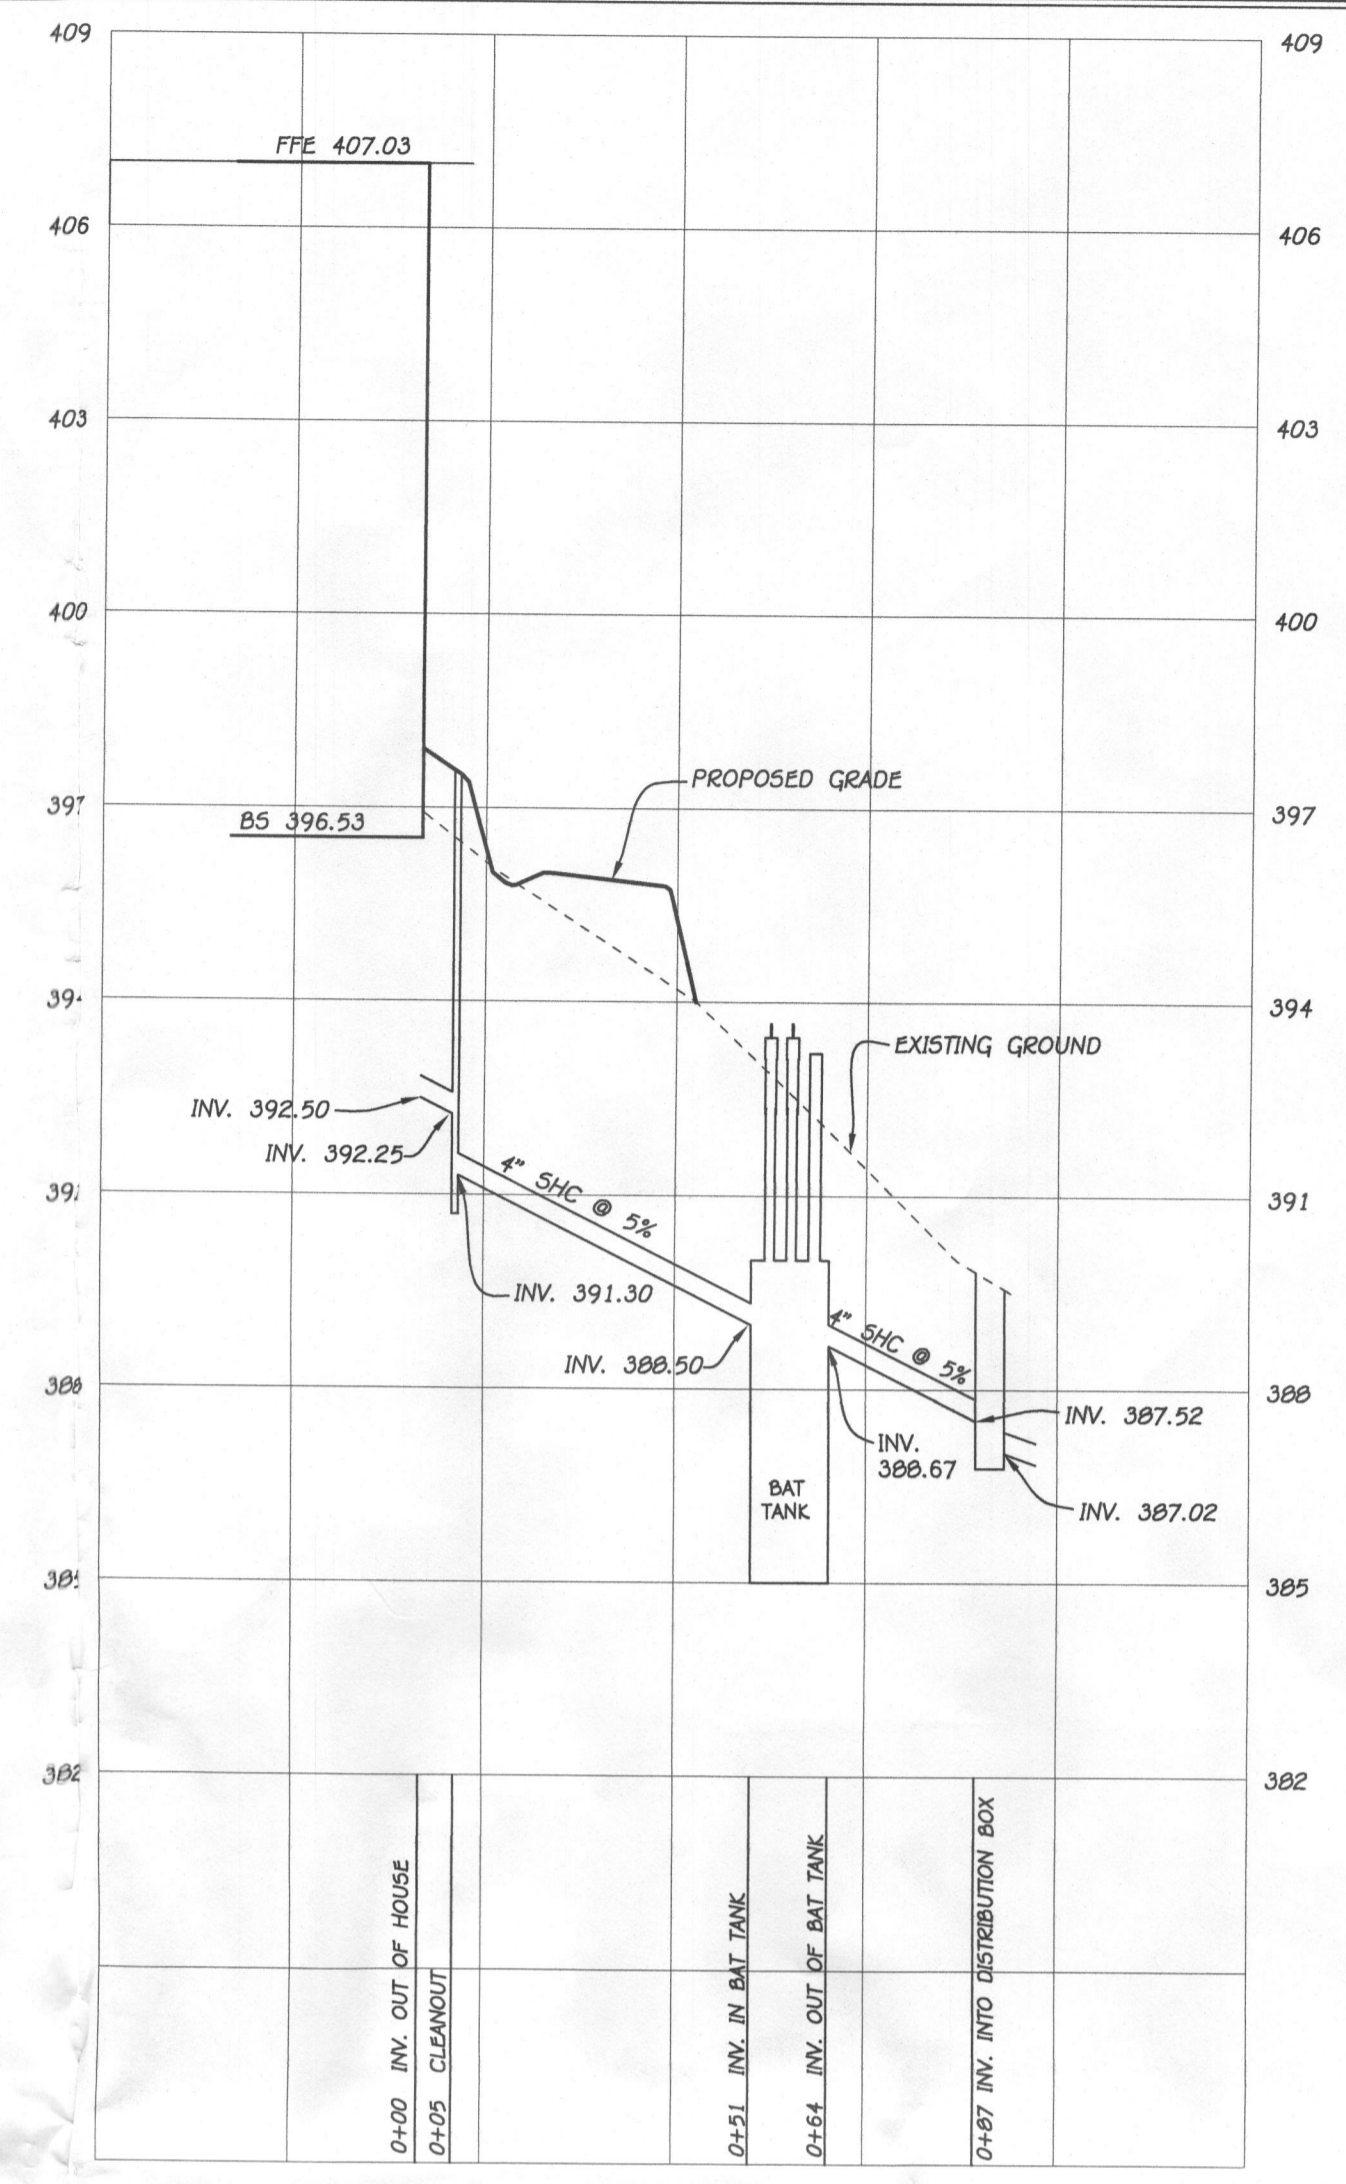 409
409
FFE 407.03
406
406
403
403
400
400
PROPOSED GRADE
397
397
BS 396.53
394
EXISTING GROUND
INV. 392.50
INV. 392.25
4" SHC @ 5%
391
INV. 391.30
4" SHC @ 5%
INV. 388.50
388
388
INV. 387.52
INV.
388.67
BAT
TANK
INV. 387.02
385
382
382
0+00 INV. OUT OF HOUSE
0+05 CLEANOUT
0+51 INV. IN BAT TANK
0+64 INV. OUT OF BAT TANK
0+87 INV. INTO DISTRIBUTION BOX